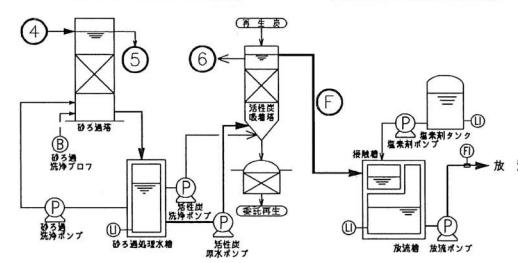 再生炭
4
5
6
砂ろ過塔
活性炭
吸着塔
F
P
塩素剤ポンプ
塩素剤タンク
LI
B
砂ろ過
洗浄ブロワ
接触槽
FI
放
P
活性炭
洗浄ポンプ
委託再生
P
砂ろ過
洗浄ポンプ
LI
砂ろ過処理水槽
P
活性炭
原水ポンプ
LI
放流槽
P
放流ポンプ